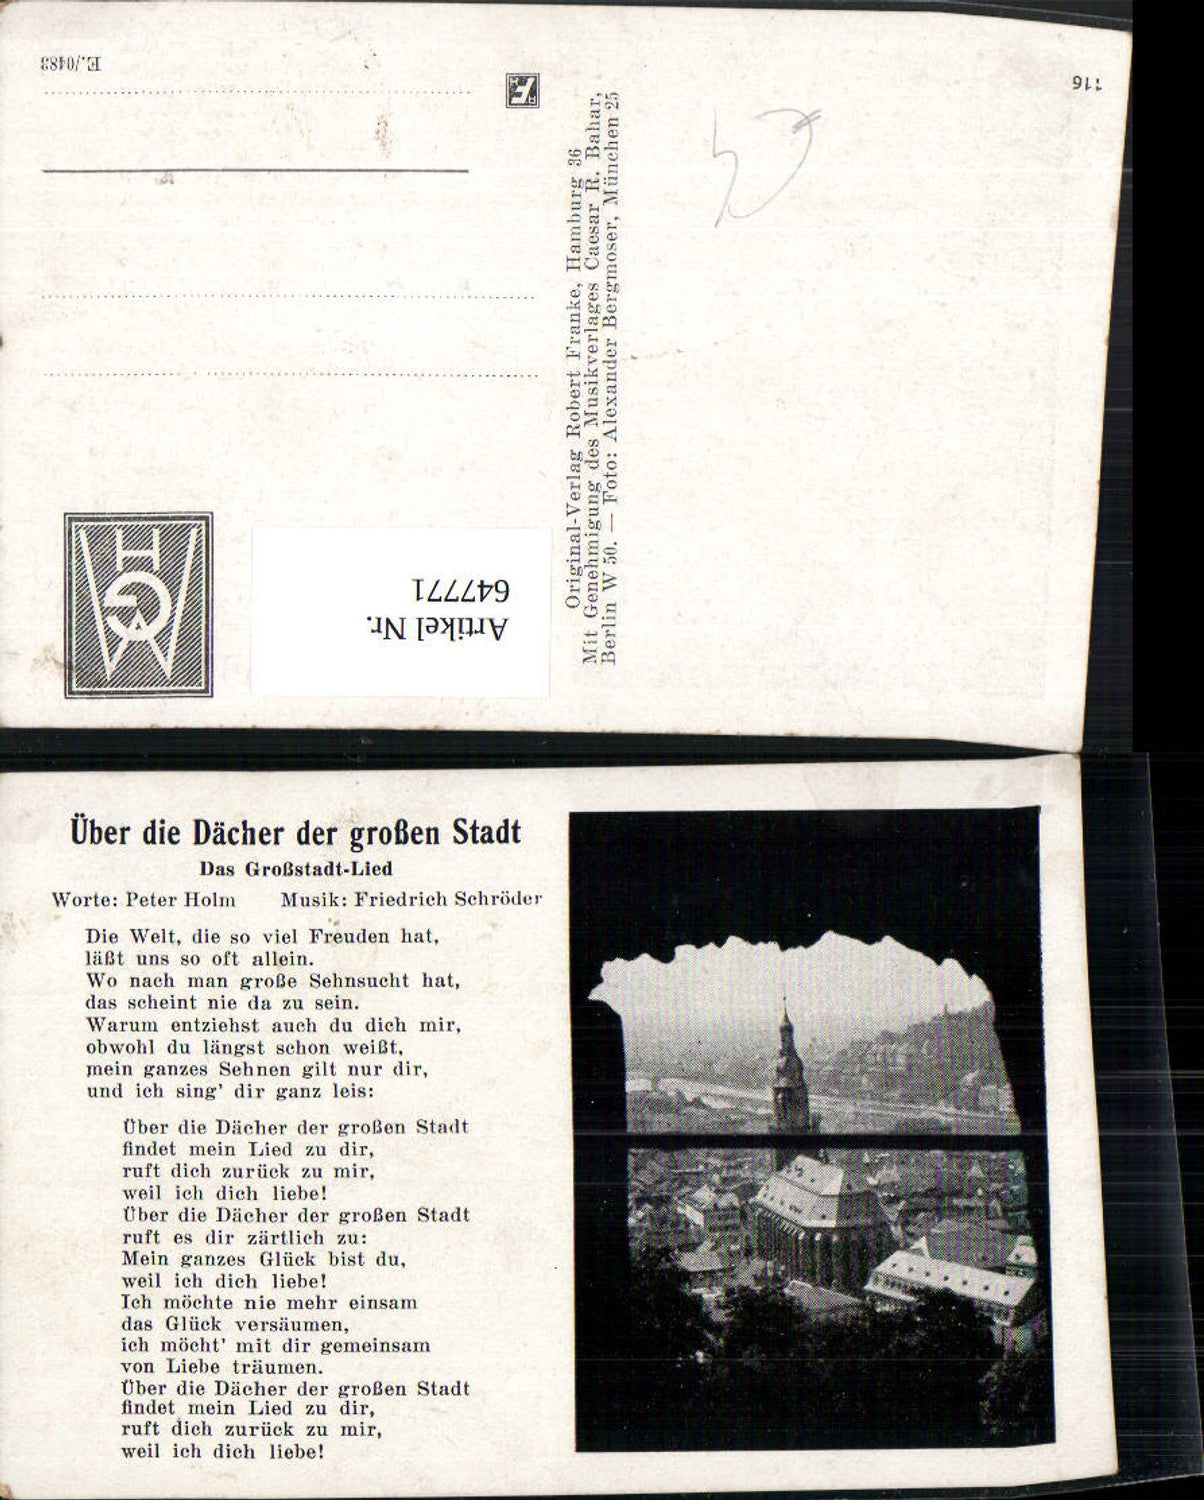 E./0483
116
Original-Verlag Robert Franke, Hamburg 36
Mit Genehmigung des Musikverlages Caesar R. Bahar,
Berlin W 50. — Foto: Alexander Bergmoser, München 25
Artikel Nr.
647771
Über die Dächer der großen Stadt
Das Großstadt-Lied
Worte: Peter Holm Musik: Friedrich Schröder
Die Welt, die so viel Freuden hat,
läßt uns so oft allein.
Wo nach man große Sehnsucht hat,
das scheint nie da zu sein.
Warum entziehst auch du dich mir,
obwohl du längst schon weißt,
mein ganzes Sehnen gilt nur dir,
und ich sing' dir ganz leis:
Über die Dächer der großen Stadt
findet mein Lied zu dir,
ruft dich zurück zu mir,
weil ich dich liebe!
Über die Dächer der großen Stadt
ruft es dir zärtlich zu:
Mein ganzes Glück bist du,
weil ich dich liebe!
Ich möchte nie mehr einsam
das Glück versäumen,
ich möcht' mit dir gemeinsam
von Liebe träumen.
Über die Dächer der großen Stadt
findet mein Lied zu dir,
ruft dich zurück zu mir,
weil ich dich liebe!